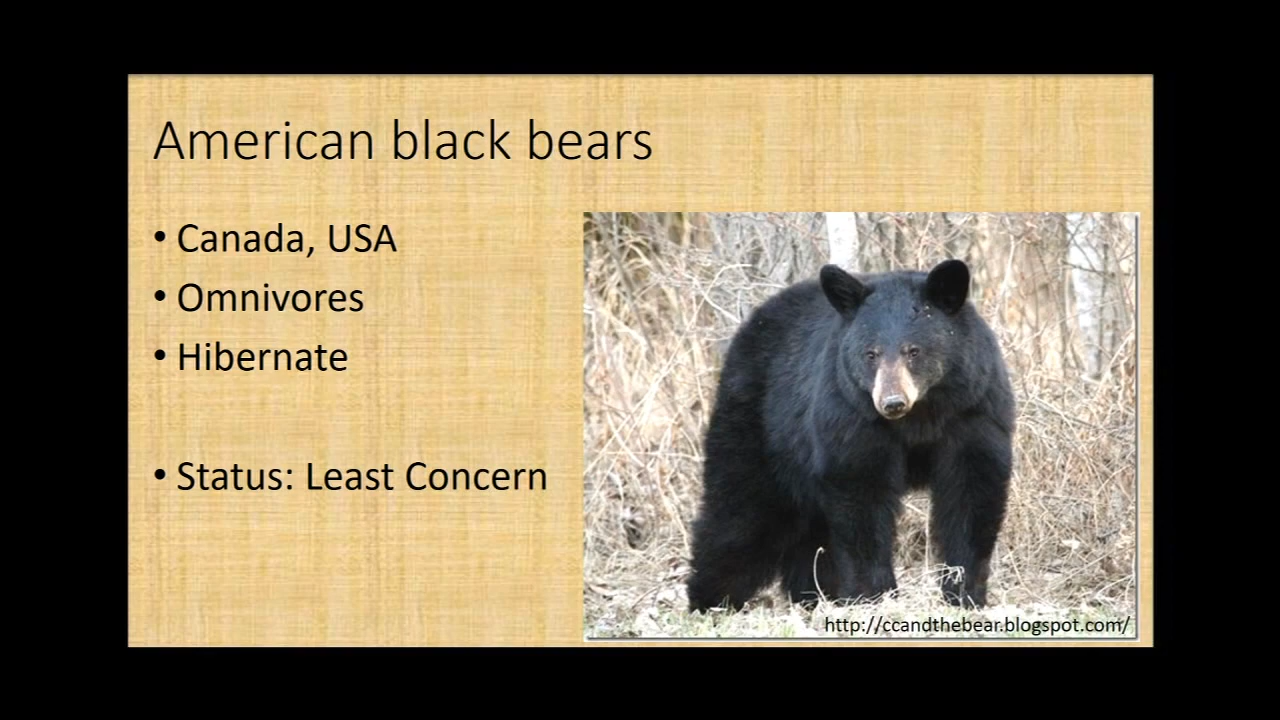 American black bears
• Canada, USA
• Omnivores
• Hibernate
• Status: Least Concern
http://ccandthebear.blogspot.com/